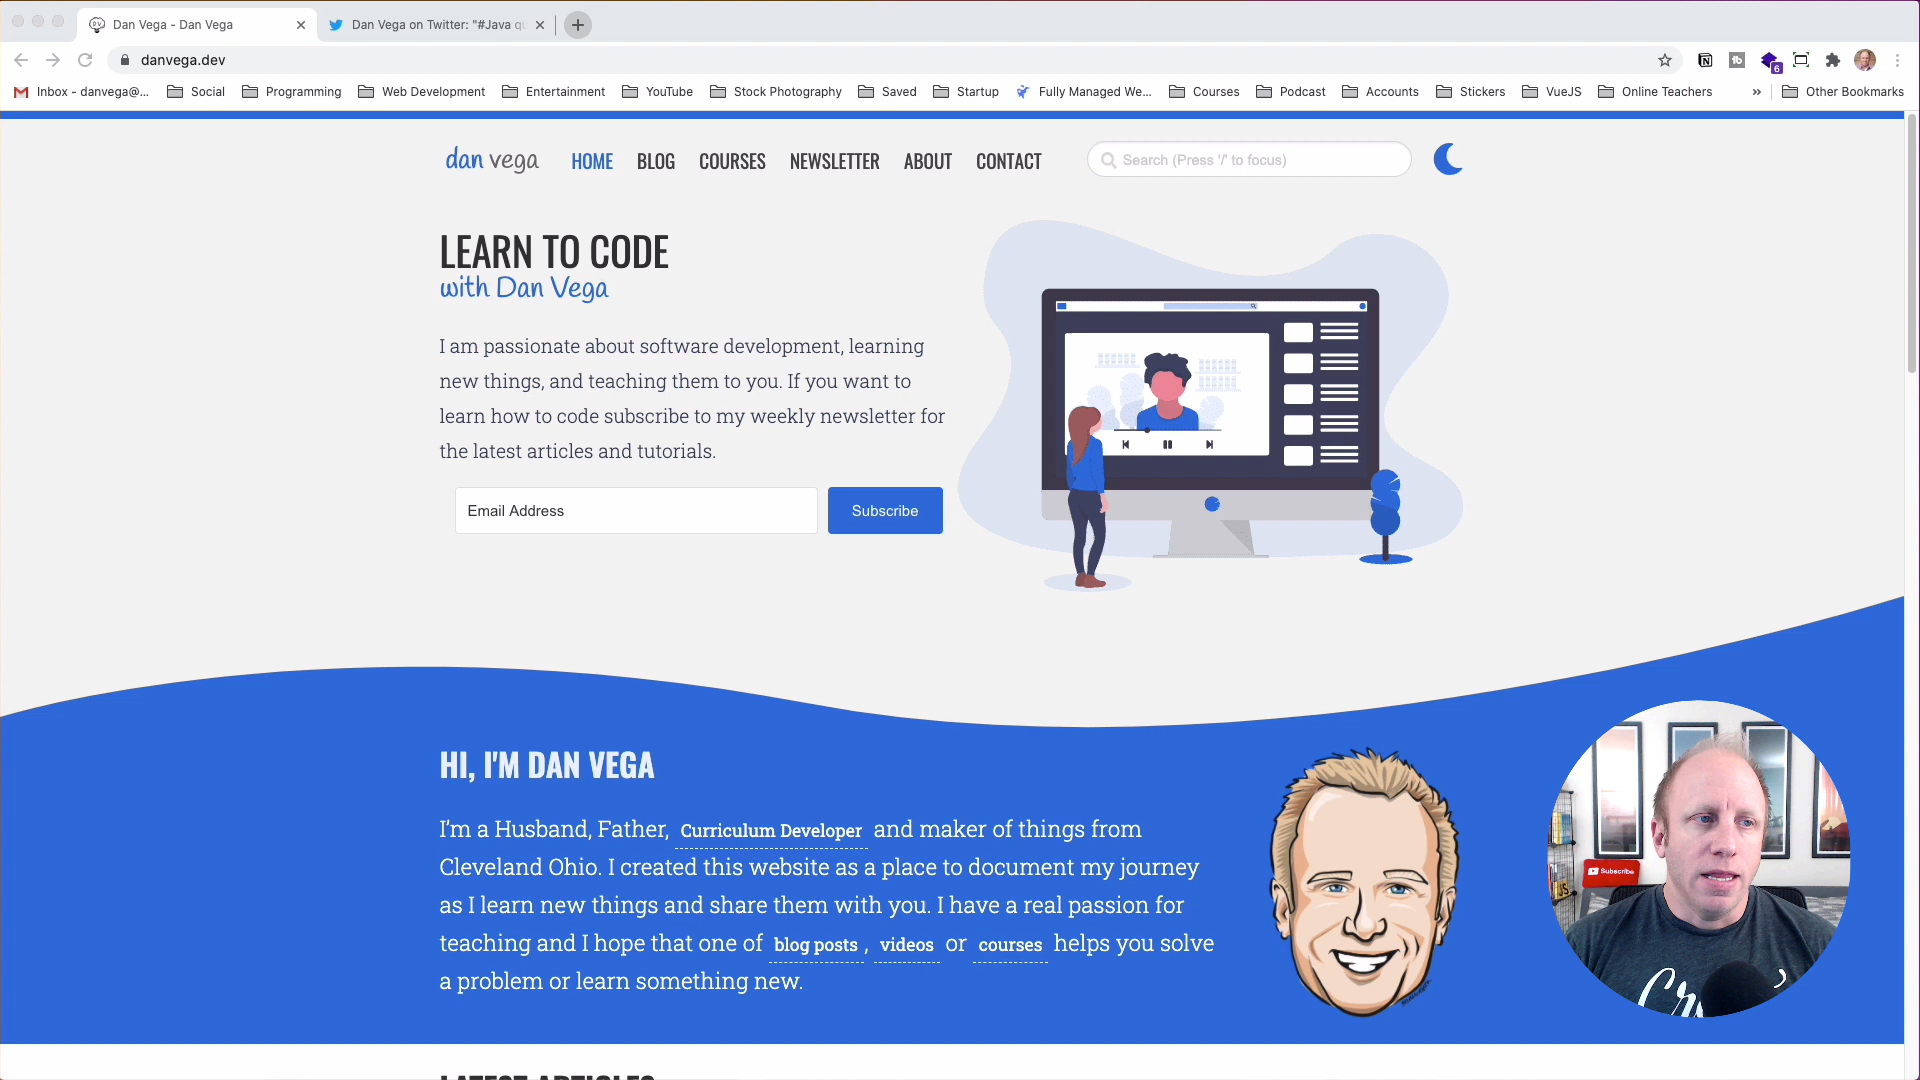 Dan Vega - Dan Vega
Dan Vega on Twitter: "#Java qu
danvega.dev
6
Inbox - danvega@...
Social
Programming
Web Development
Entertainment
YouTube
Stock Photography
Saved
Startup
Fully Managed We...
Courses
Podcast
Accounts
Stickers
VueJS
Online Teachers
»
Other Bookmarks
dan vega
HOME
BLOG
COURSES
NEWSLETTER
ABOUT
CONTACT
Search (Press '/' to focus)
LEARN TO CODE
with Dan Vega
I am passionate about software development, learning
new things, and teaching them to you. If you want to
learn how to code subscribe to my weekly newsletter for
the latest articles and tutorials.
Email Address
Subscribe
HI, I'M DAN VEGA
I'm a Husband, Father, Curriculum Developer and maker of things from
Cleveland Ohio. I created this website as a place to document my journey
as I learn new things and share them with you. I have a real passion for
teaching and I hope that one of blog posts , videos or courses helps you solve
a problem or learn something new.
Subscribe
JS
LATEST ARTICLES